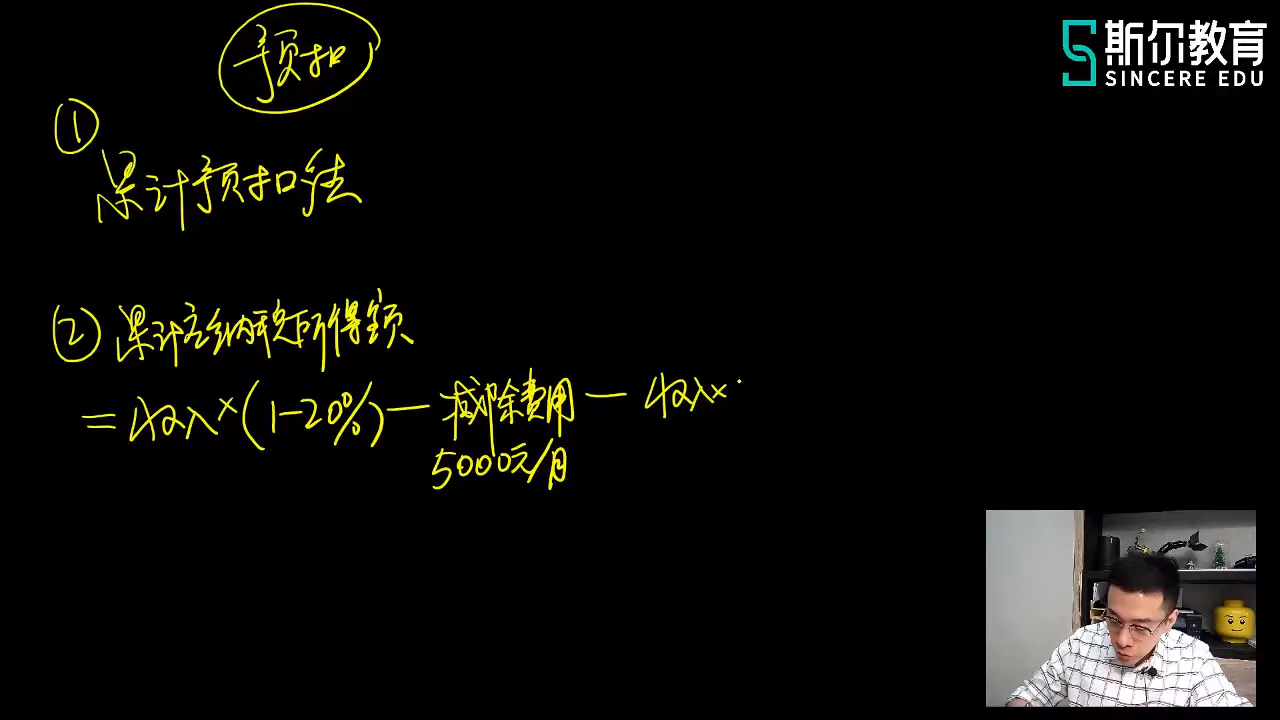 预扣
斯尔教育
SINCERE EDU
①
累计预扣法
② 累计应纳税所得额
= 收入×(1-20%) — 减除费用 — 收入×
5000元/月